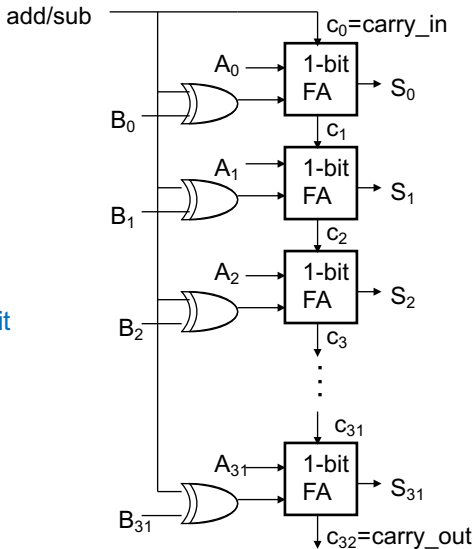 add/sub
c₀=carry_in
A₀
1-bit
FA
S₀
B₀
c₁
A₁
1-bit
FA
S₁
B₁
c₂
A₂
1-bit
FA
S₂
it
B₂
c₃
c₃₁
A₃₁
1-bit
FA
S₃₁
B₃₁
c₃₂=carry_out